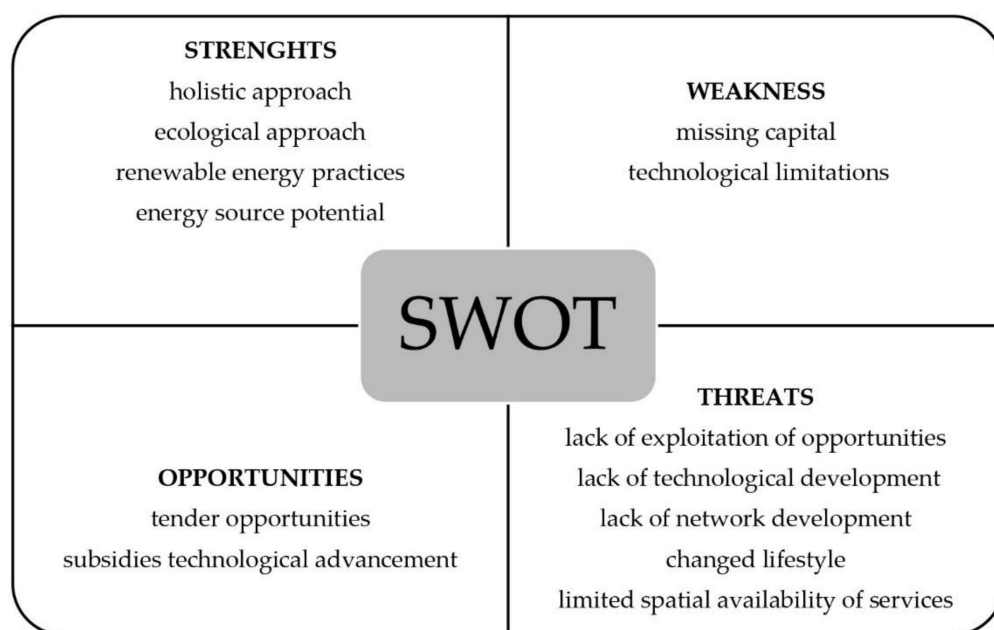 STRENGHTS
holistic approach
ecological approach
renewable energy practices
energy source potential
WEAKNESS
missing capital
technological limitations
SWOT
OPPORTUNITIES
tender opportunities
subsidies technological advancement
THREATS
lack of exploitation of opportunities
lack of technological development
lack of network development
changed lifestyle
limited spatial availability of services